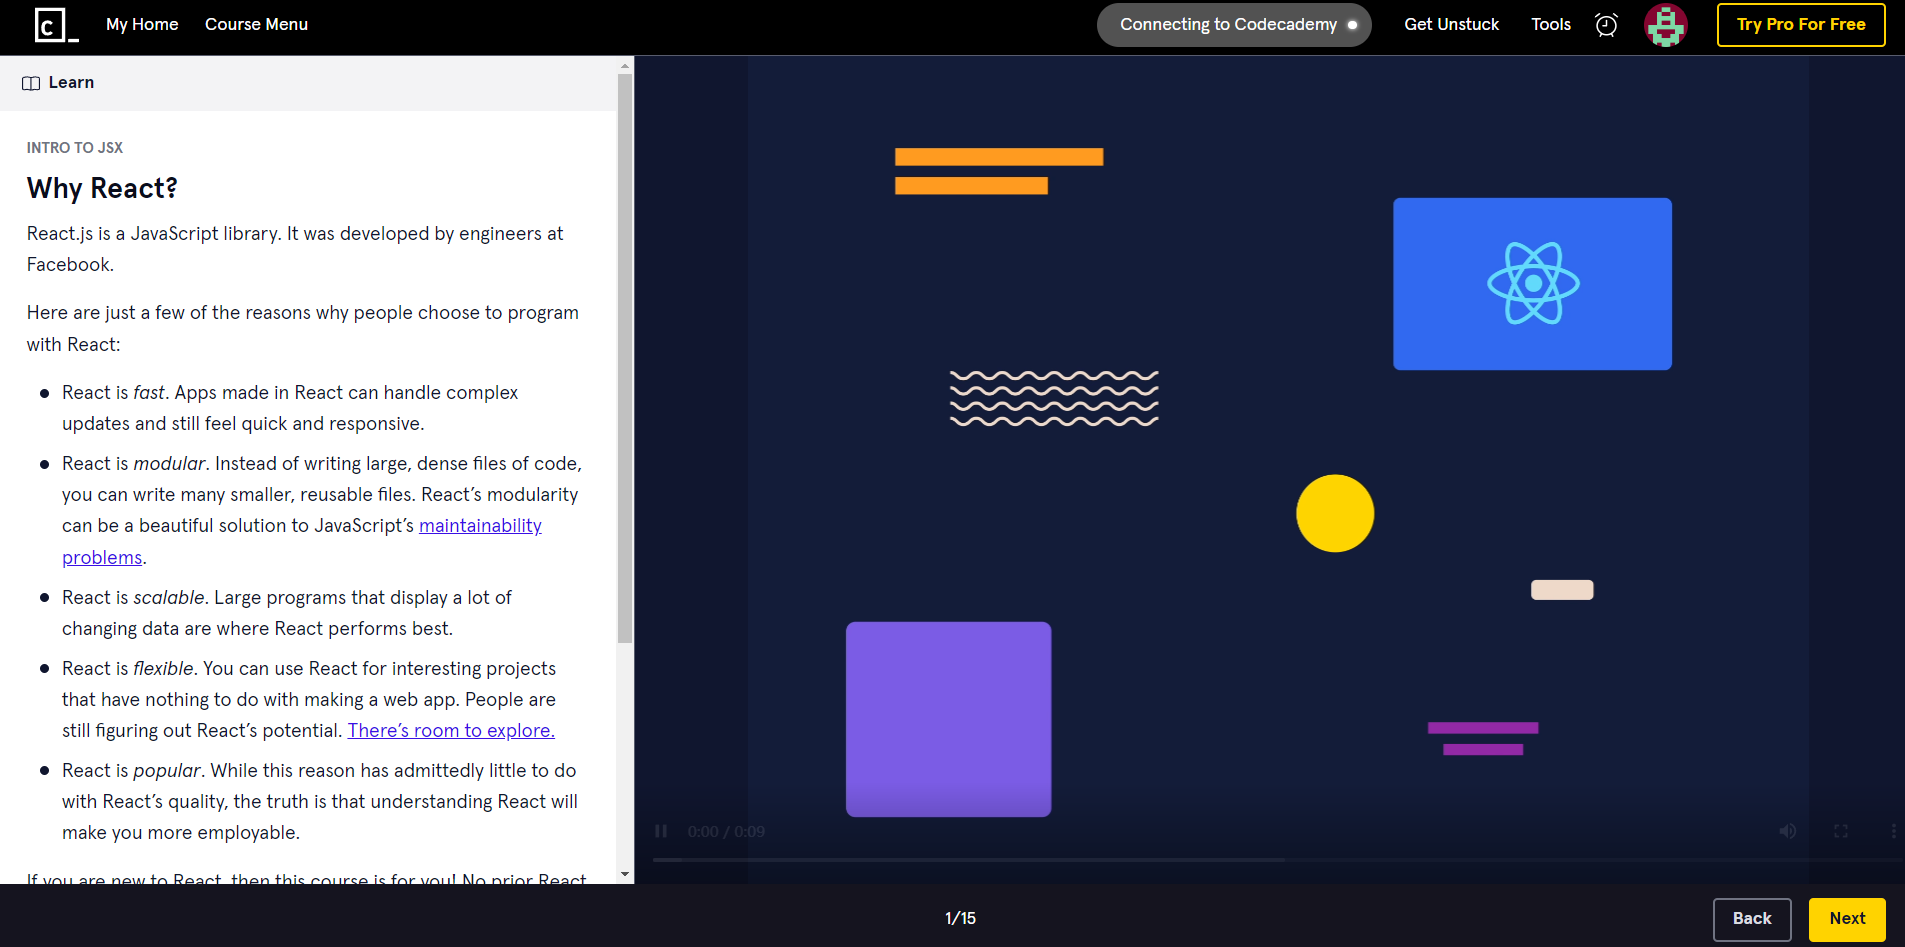 c_ My Home Course Menu Connecting to Codecademy Get Unstuck Tools Try Pro For Free
Learn
INTRO TO JSX
Why React?
React.js is a JavaScript library. It was developed by engineers at
Facebook.
Here are just a few of the reasons why people choose to program
with React:
React is fast. Apps made in React can handle complex
updates and still feel quick and responsive.
React is modular. Instead of writing large, dense files of code,
you can write many smaller, reusable files. React’s modularity
can be a beautiful solution to JavaScript’s maintainability
problems.
React is scalable. Large programs that display a lot of
changing data are where React performs best.
React is flexible. You can use React for interesting projects
that have nothing to do with making a web app. People are
still figuring out React’s potential. There’s room to explore.
React is popular. While this reason has admittedly little to do
with React’s quality, the truth is that understanding React will
make you more employable.
If you are new to React, then this course is for you! No prior React
0:00 / 0:09
1/15
Back Next